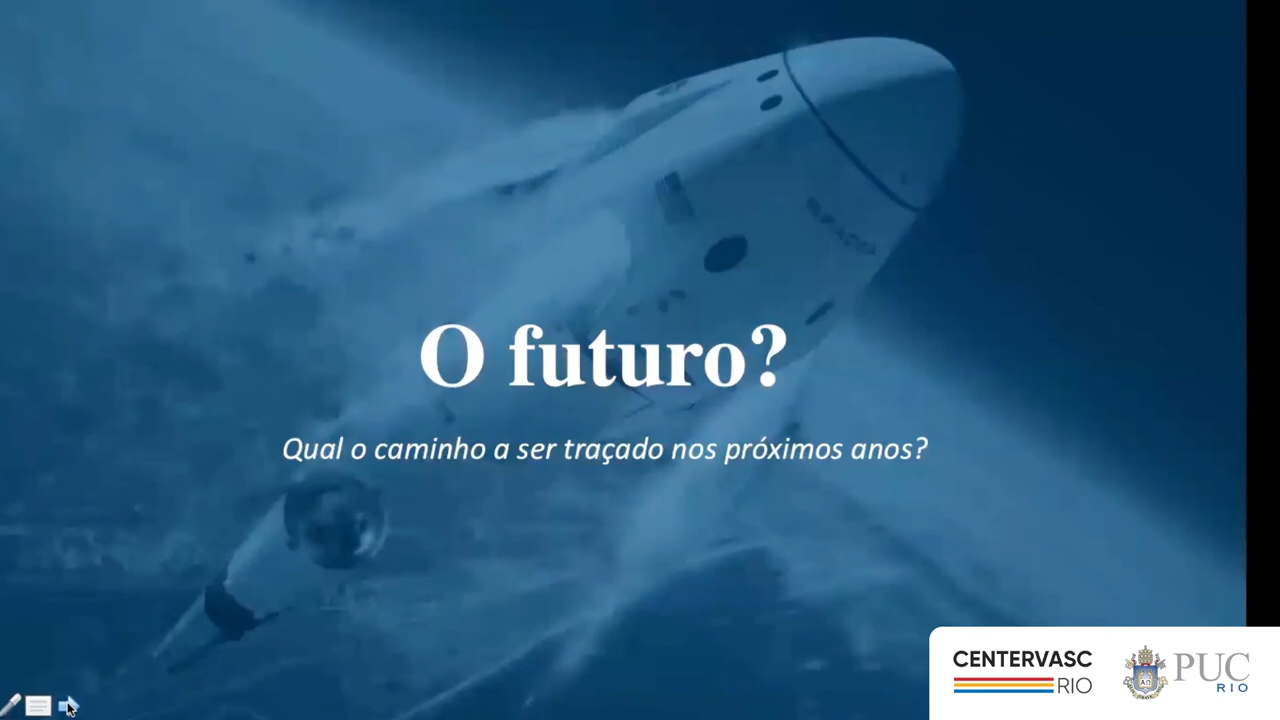 O futuro?
Qual o caminho a ser traçado nos próximos anos?
CENTERVASC
RIO
PUC
RIO